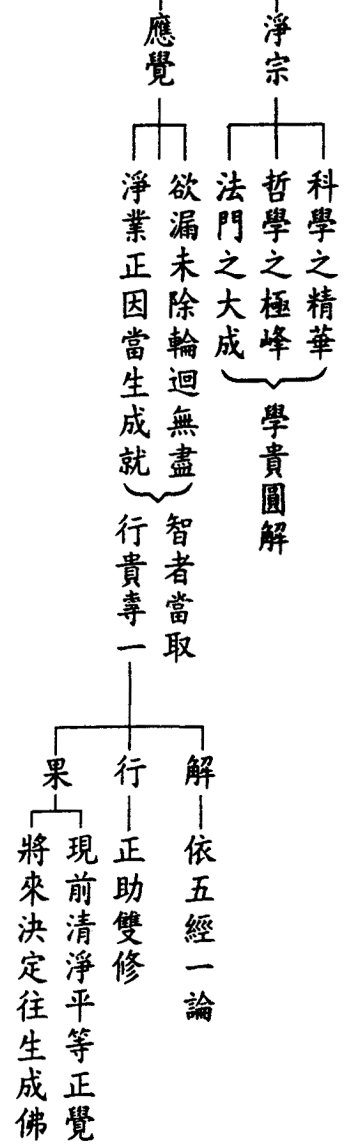 淨宗
科學之精華
哲學之極峰
法門之大成
學貴圓解
應覺
欲漏未除輪迴無盡
淨業正因當生成就
智者當取
行貴專一
解
依五經一論
行
正助雙修
果
現前清淨平等正覺
將來決定往生成佛